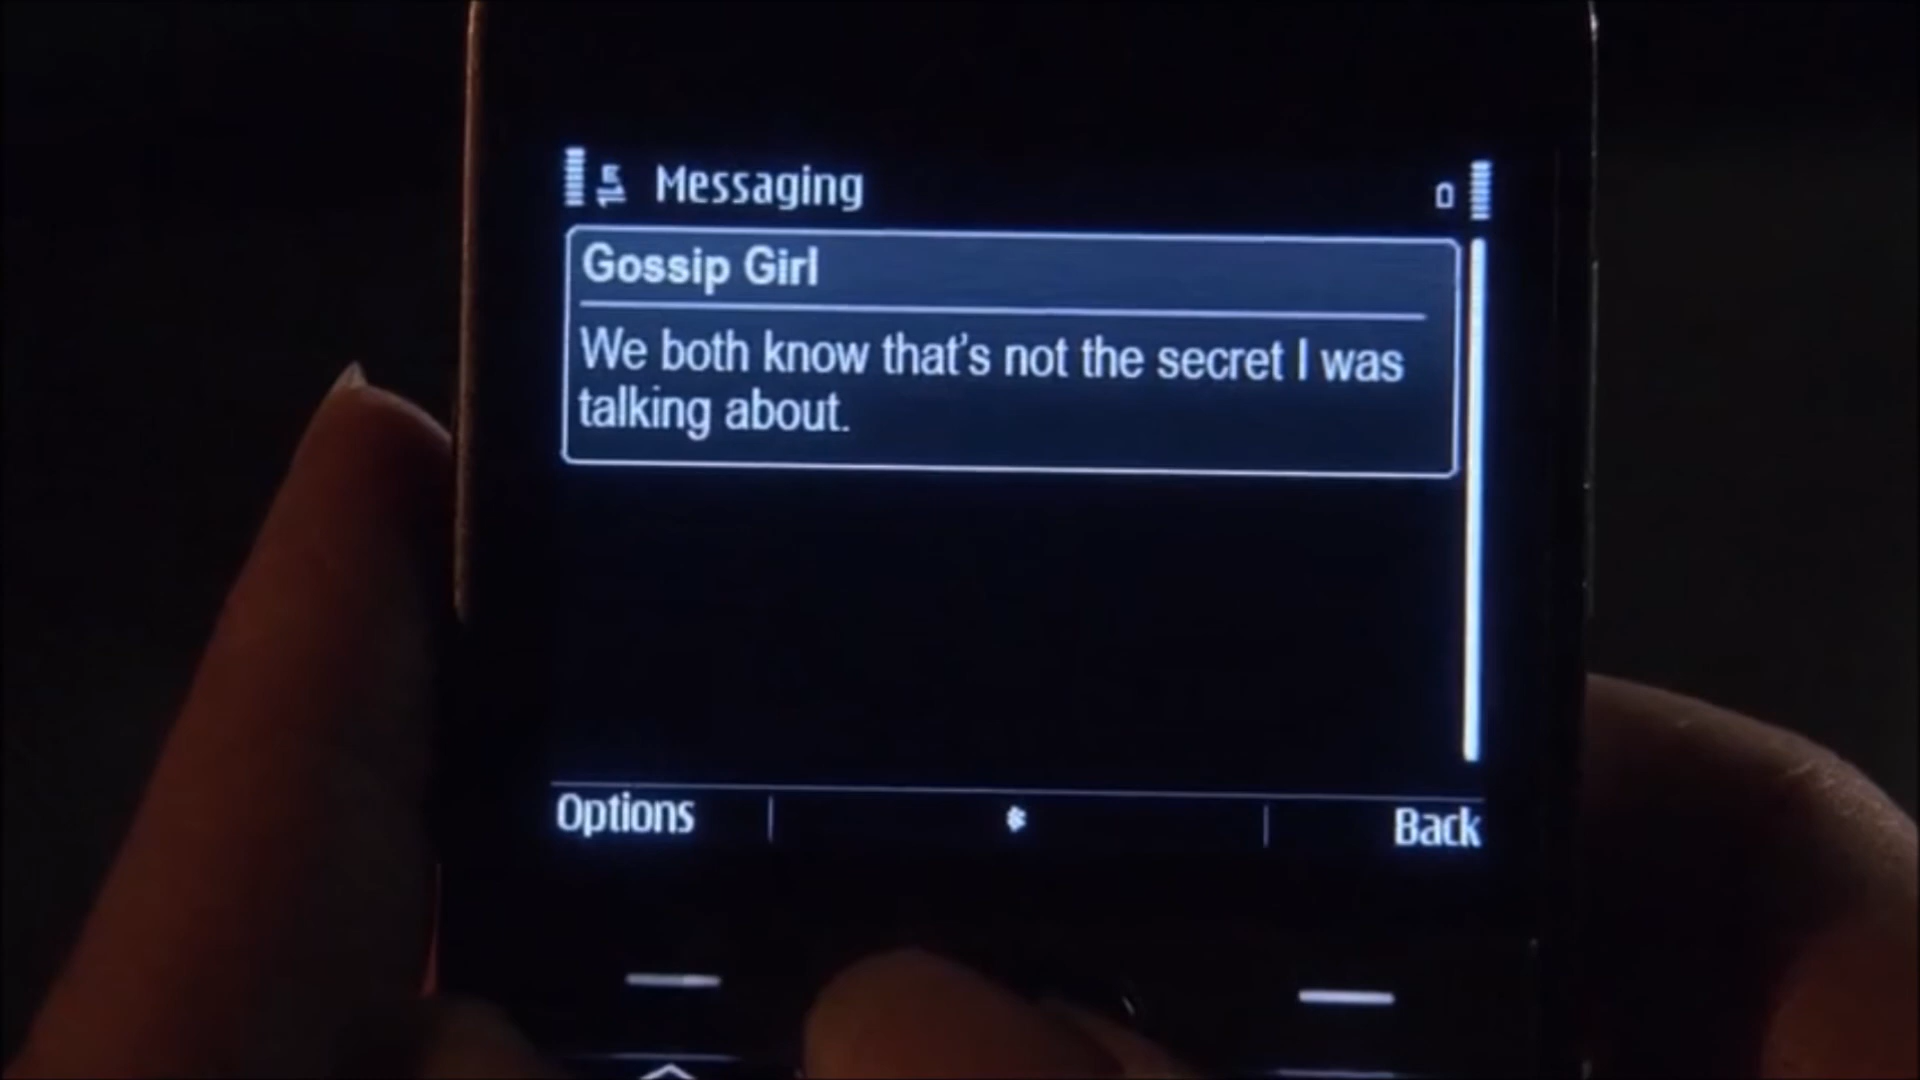 Messaging
Gossip Girl
We both know that's not the secret I was
talking about.
Options
Back